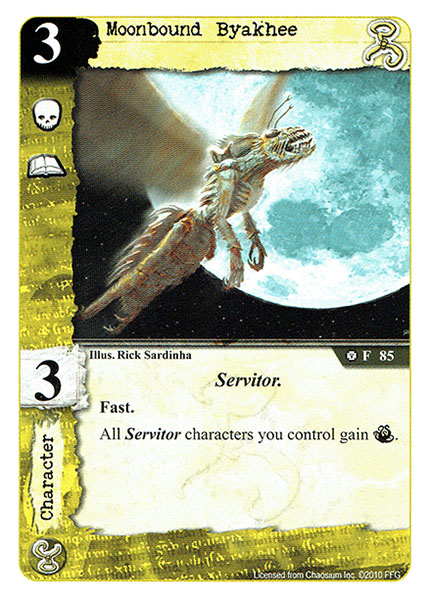 3
Moonbound Byakhee
Illus. Rick Sardinha
F 85
3
Servitor.
Fast.
All Servitor characters you control gain .
Character
Licensed from Chaosium Inc. ©2010 FFG